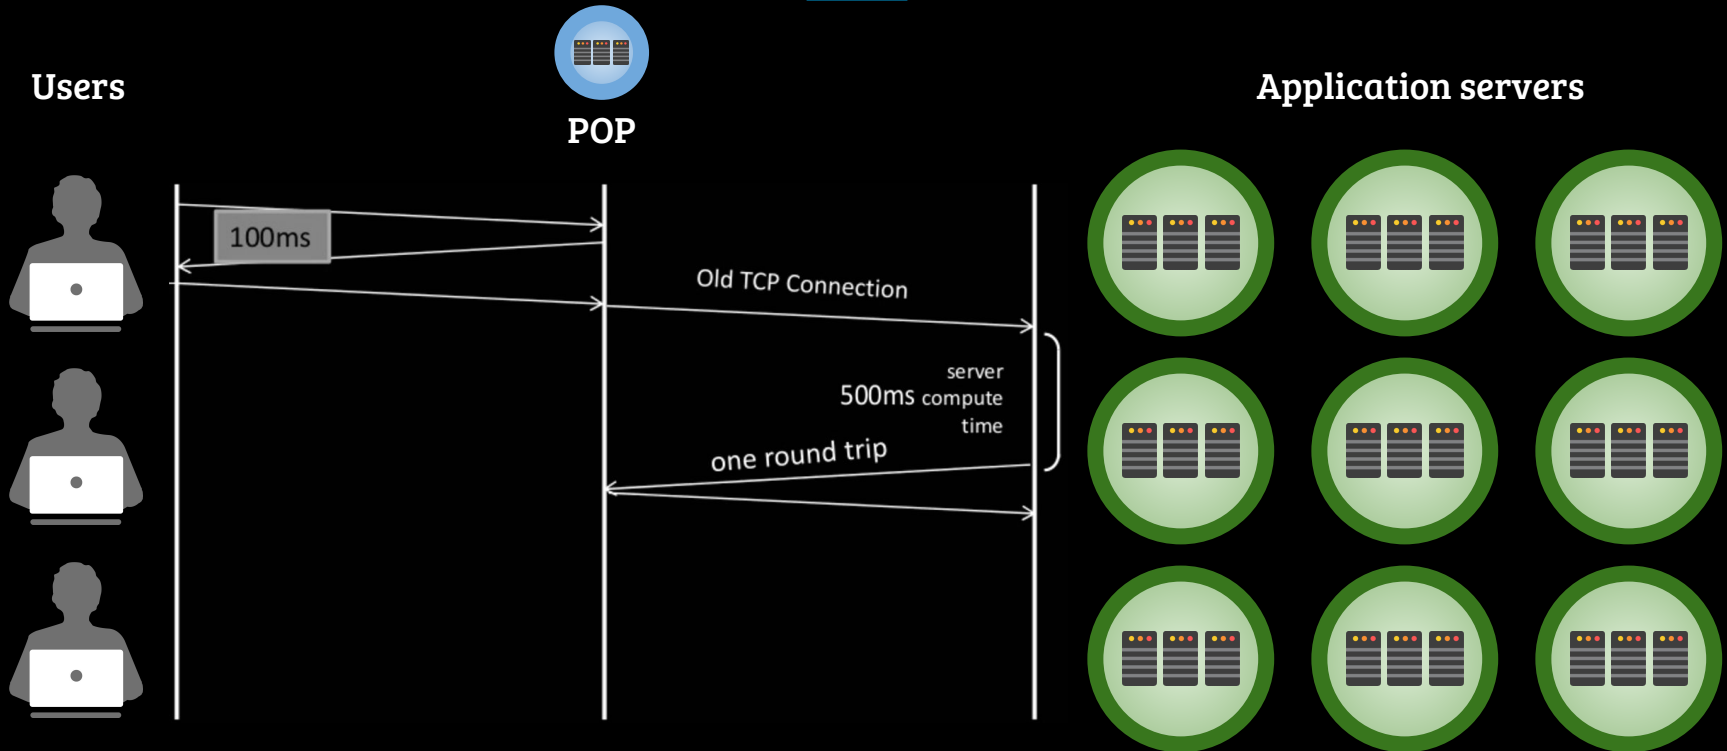 Users
POP
Application servers
100ms
Old TCP Connection
server
500ms compute
time
one round trip